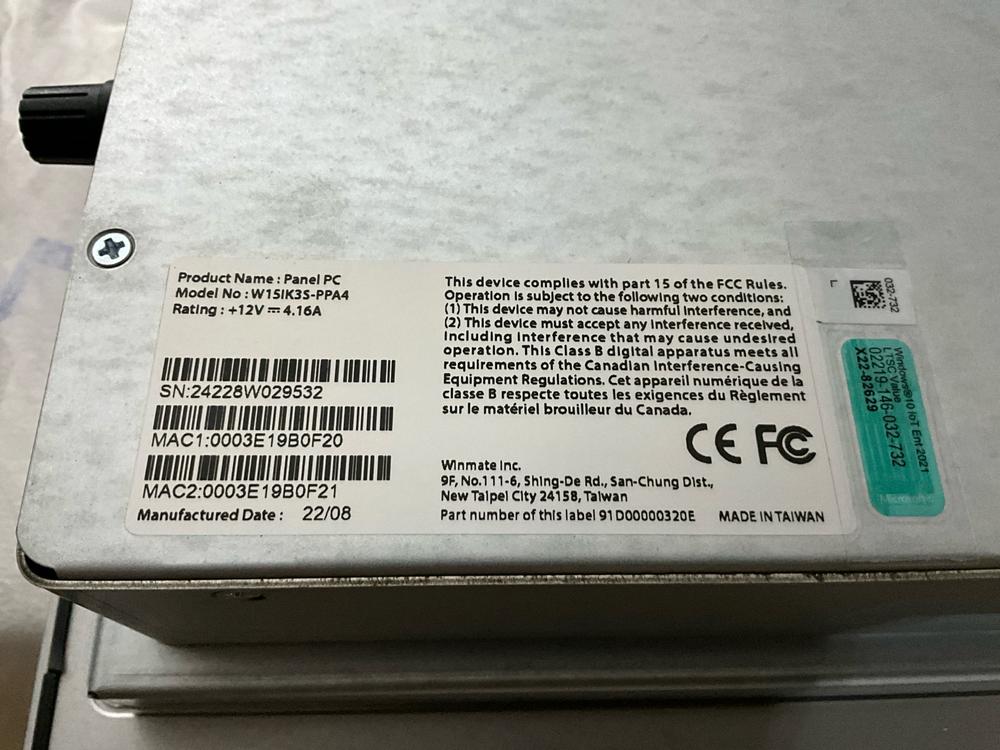 Product Name : Panel PC
Model No : W15IK3S-PPA4
Rating : +12V ⎓ 4.16A
SN:24228W029532
MAC1:0003E19B0F20
MAC2:0003E19B0F21
Manufactured Date : 22/08
This device complies with part 15 of the FCC Rules.
Operation is subject to the following two conditions:
(1) This device may not cause harmful interference, and
(2) This device must accept any interference received,
including interference that may cause undesired
operation. This Class B digital apparatus meets all
requirements of the Canadian Interference-Causing
Equipment Regulations. Cet appareil numérique de la
classe B respecte toutes les exigences du Règlement
sur le matériel brouilleur du Canada.
CE FC
Winmate Inc.
9F, No.111-6, Shing-De Rd., San-Chung Dist.,
New Taipei City 24158, Taiwan
Part number of this label 91D00000320E MADE IN TAIWAN
032-732
Windows®10 IoT Ent 2021
LTSC Value
02219-146-032-732
X22-82629
Microsoft®